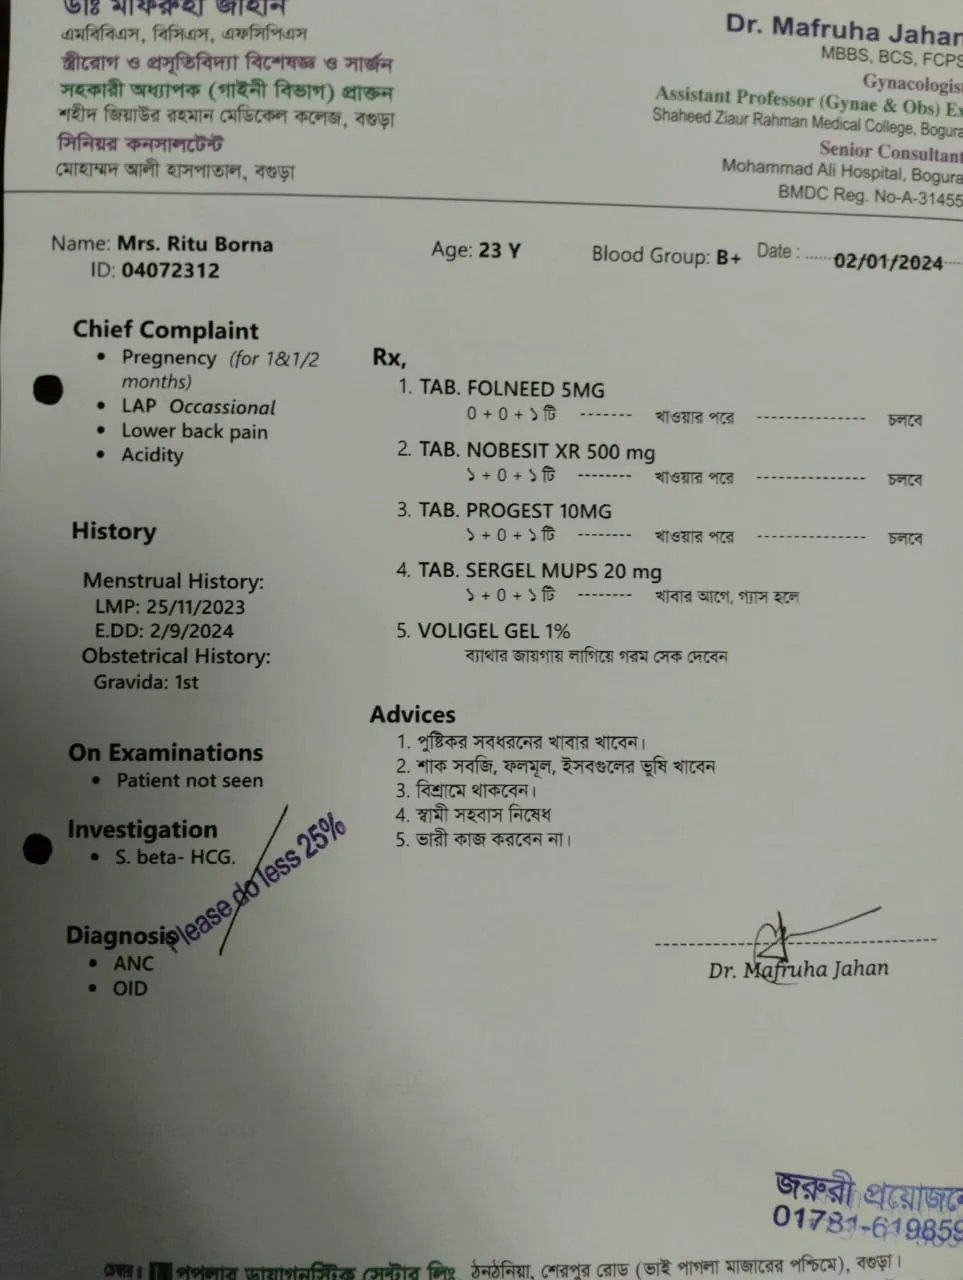 ডাঃ মাফরুহা জাহান
এমবিবিএস, বিসিএস, এফসিপিএস
স্ত্রীরোগ ও প্রসূতিবিদ্যা বিশেষজ্ঞ ও সার্জন
সহকারী অধ্যাপক (গাইনী বিভাগ) প্রাক্তন
শহীদ জিয়াউর রহমান মেডিকেল কলেজ, বগুড়া
সিনিয়র কনসালটেন্ট
মোহাম্মদ আলী হাসপাতাল, বগুড়া
Dr. Mafruha Jahan
MBBS, BCS, FCPS
Gynacologist
Assistant Professor (Gynae & Obs) Ex
Shaheed Ziaur Rahman Medical College, Bogura
Senior Consultant
Mohammad Ali Hospital, Bogura
BMDC Reg. No-A-31455
Name: Mrs. Ritu Borna Age: 23 Y Blood Group: B+ Date : ...... 02/01/2024
ID: 04072312
Chief Complaint
• Pregnency (for 1&1/2
months)
• LAP Occassional
• Lower back pain
• Acidity
History
Menstrual History:
LMP: 25/11/2023
E.DD: 2/9/2024
Obstetrical History:
Gravida: 1st
On Examinations
• Patient not seen
Investigation
• S. beta- HCG.
Please do less 25%
Diagnosis
• ANC
• OID
Rx,
1. TAB. FOLNEED 5MG
0 + 0 + ১ টি ------- খাওয়ার পরে -------------- চলবে
2. TAB. NOBESIT XR 500 mg
১ + 0 + ১ টি ------- খাওয়ার পরে -------------- চলবে
3. TAB. PROGEST 10MG
১ + 0 + ১ টি ------- খাওয়ার পরে -------------- চলবে
4. TAB. SERGEL MUPS 20 mg
১ + 0 + ১ টি ------- খাবার আগে, গ্যাস হলে
5. VOLIGEL GEL 1%
ব্যাথার জায়গায় লাগিয়ে গরম সেক দেবেন
Advices
1. পুষ্টিকর সবধরনের খাবার খাবেন।
2. শাক সবজি, ফলমূল, ইসবগুলের ভূষি খাবেন
3. বিশ্রামে থাকবেন।
4. স্বামী সহবাস নিষেধ
5. ভারী কাজ করবেন না।
Dr. Mafruha Jahan
জরুরী প্রয়োজনে
01781-619859
চেম্বার: পপুলার ডায়াগনস্টিক সেন্টার লিঃ ঠনঠনিয়া, শেরপুর রোড (ভাই পাগলা মাজারের পশ্চিমে), বগুড়া।